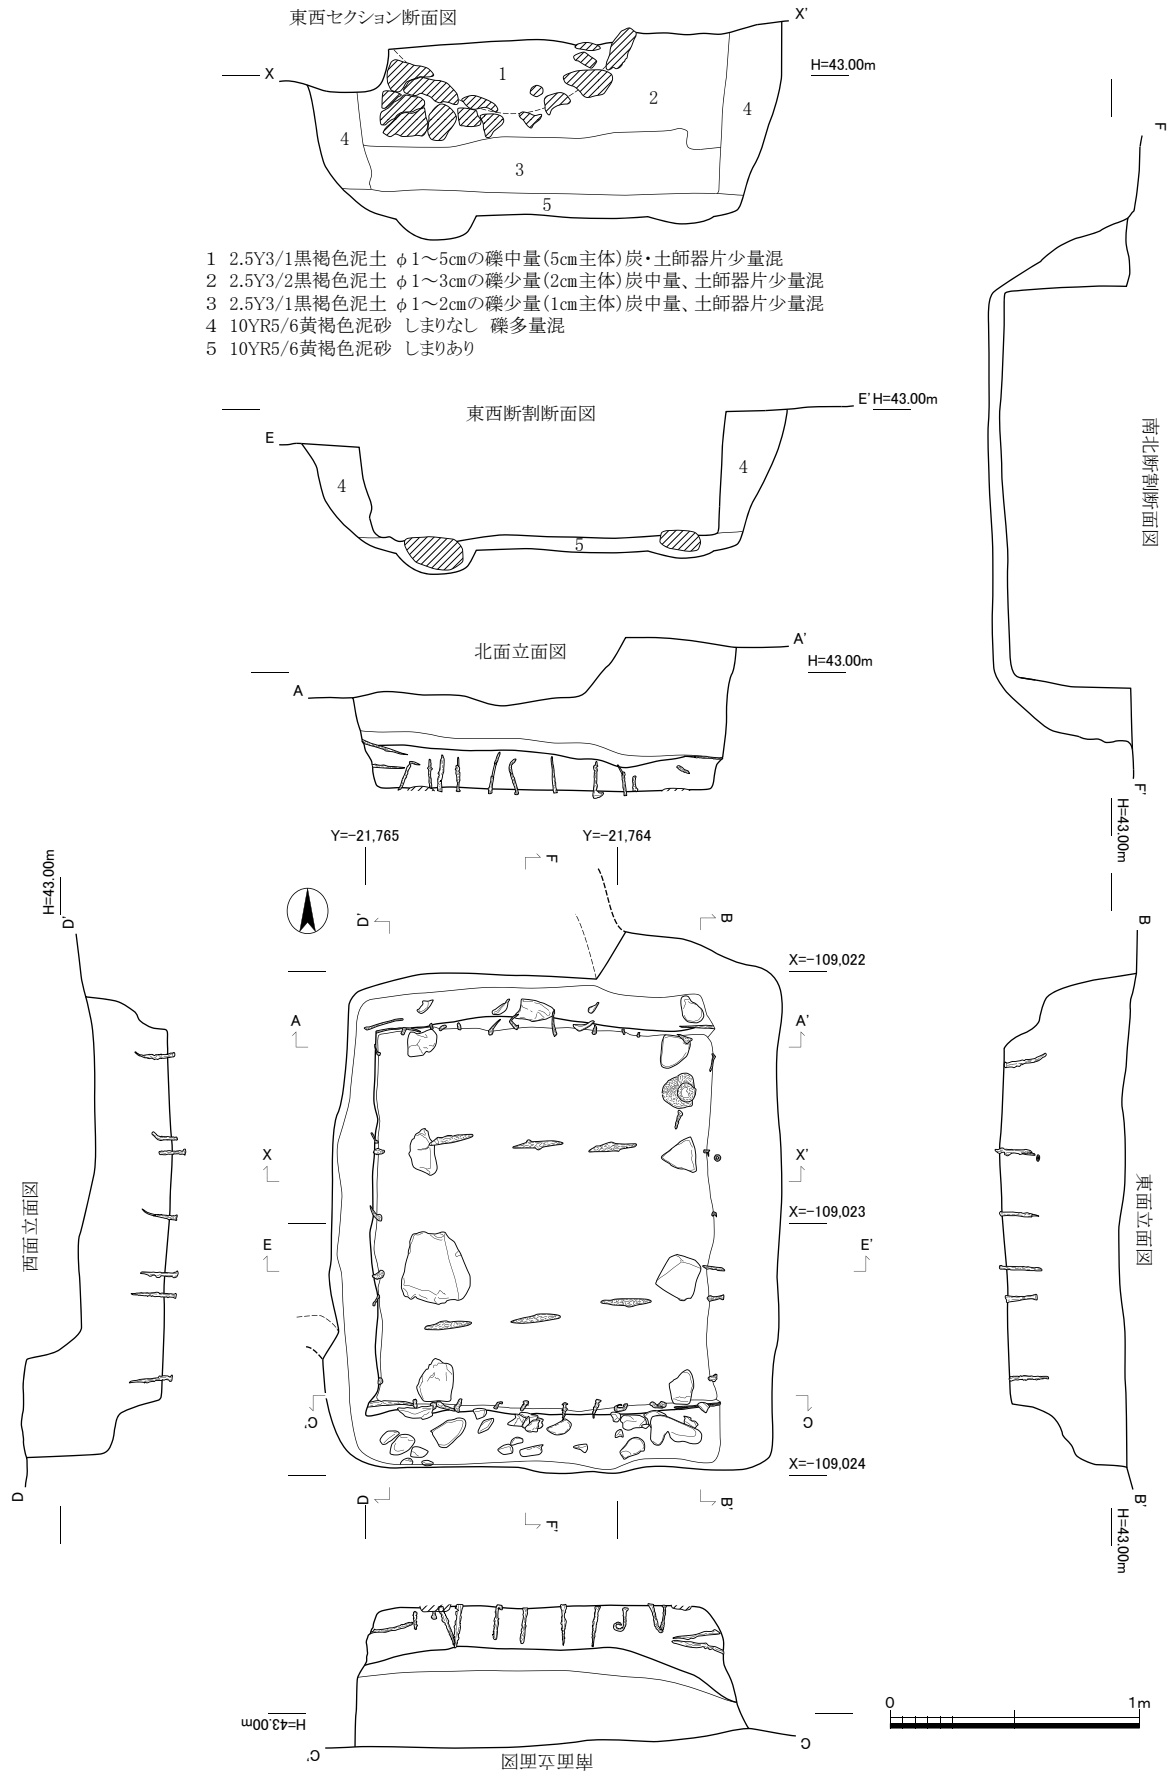 東西セクション断面図
X
X'
H=43.00m
1
2
3
4
4
5
1 2.5Y3/1黒褐色泥土 φ1～5㎝の礫中量(5㎝主体)炭・土師器片少量混
2 2.5Y3/2黒褐色泥土 φ1～3㎝の礫少量(2㎝主体)炭中量、土師器片少量混
3 2.5Y3/1黒褐色泥土 φ1～2㎝の礫少量(1㎝主体)炭中量、土師器片少量混
4 10YR5/6黄褐色泥砂 しまりなし 礫多量混
5 10YR5/6黄褐色泥砂 しまりあり
東西断割断面図
E
E' H=43.00m
4
4
5
南北断割断面図
F
F'
H=43.00m
北面立面図
A
A'
H=43.00m
Y=-21,765
Y=-21,764
F
D'
B
X=-109,022
A
A'
X
X'
X=-109,023
E
E'
C'
C
X=-109,024
D
B'
F'
西面立面図
H=43.00m
D'
D
東面立面図
B
B'
H=43.00m
H=43.00m
C'
C
南面立面図
0
1m